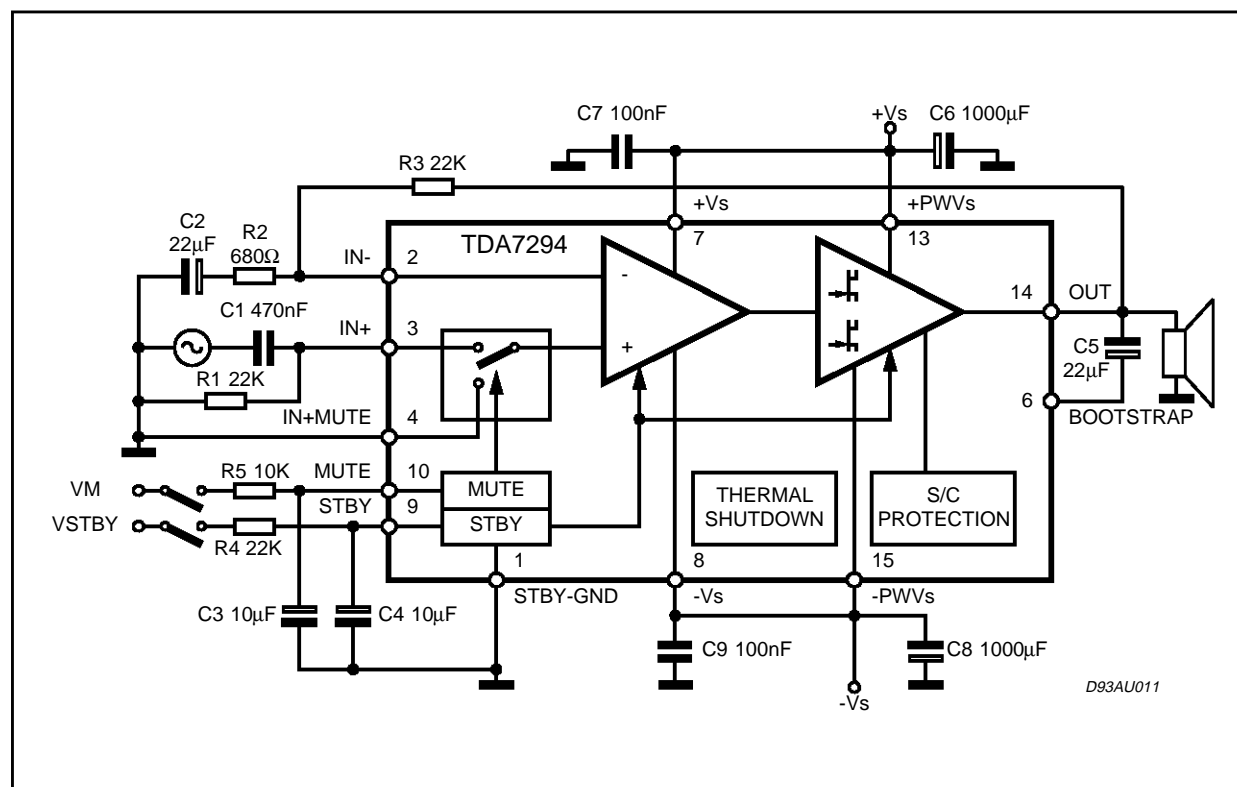 C7 100nF
+Vs
C6 1000µF
R3 22K
+Vs
+PWVs
C2
22µF
R2
680Ω
IN-
2
TDA7294
7
13
-
C1 470nF
IN+
3
+
14
OUT
C5
22µF
R1 22K
IN+MUTE
4
6
BOOTSTRAP
VM
R5 10K
MUTE
10
MUTE
THERMAL
SHUTDOWN
S/C
PROTECTION
VSTBY
R4 22K
STBY
9
STBY
1
8
15
STBY-GND
-Vs
-PWVs
C3 10µF
C4 10µF
C9 100nF
C8 1000µF
-Vs
D93AU011